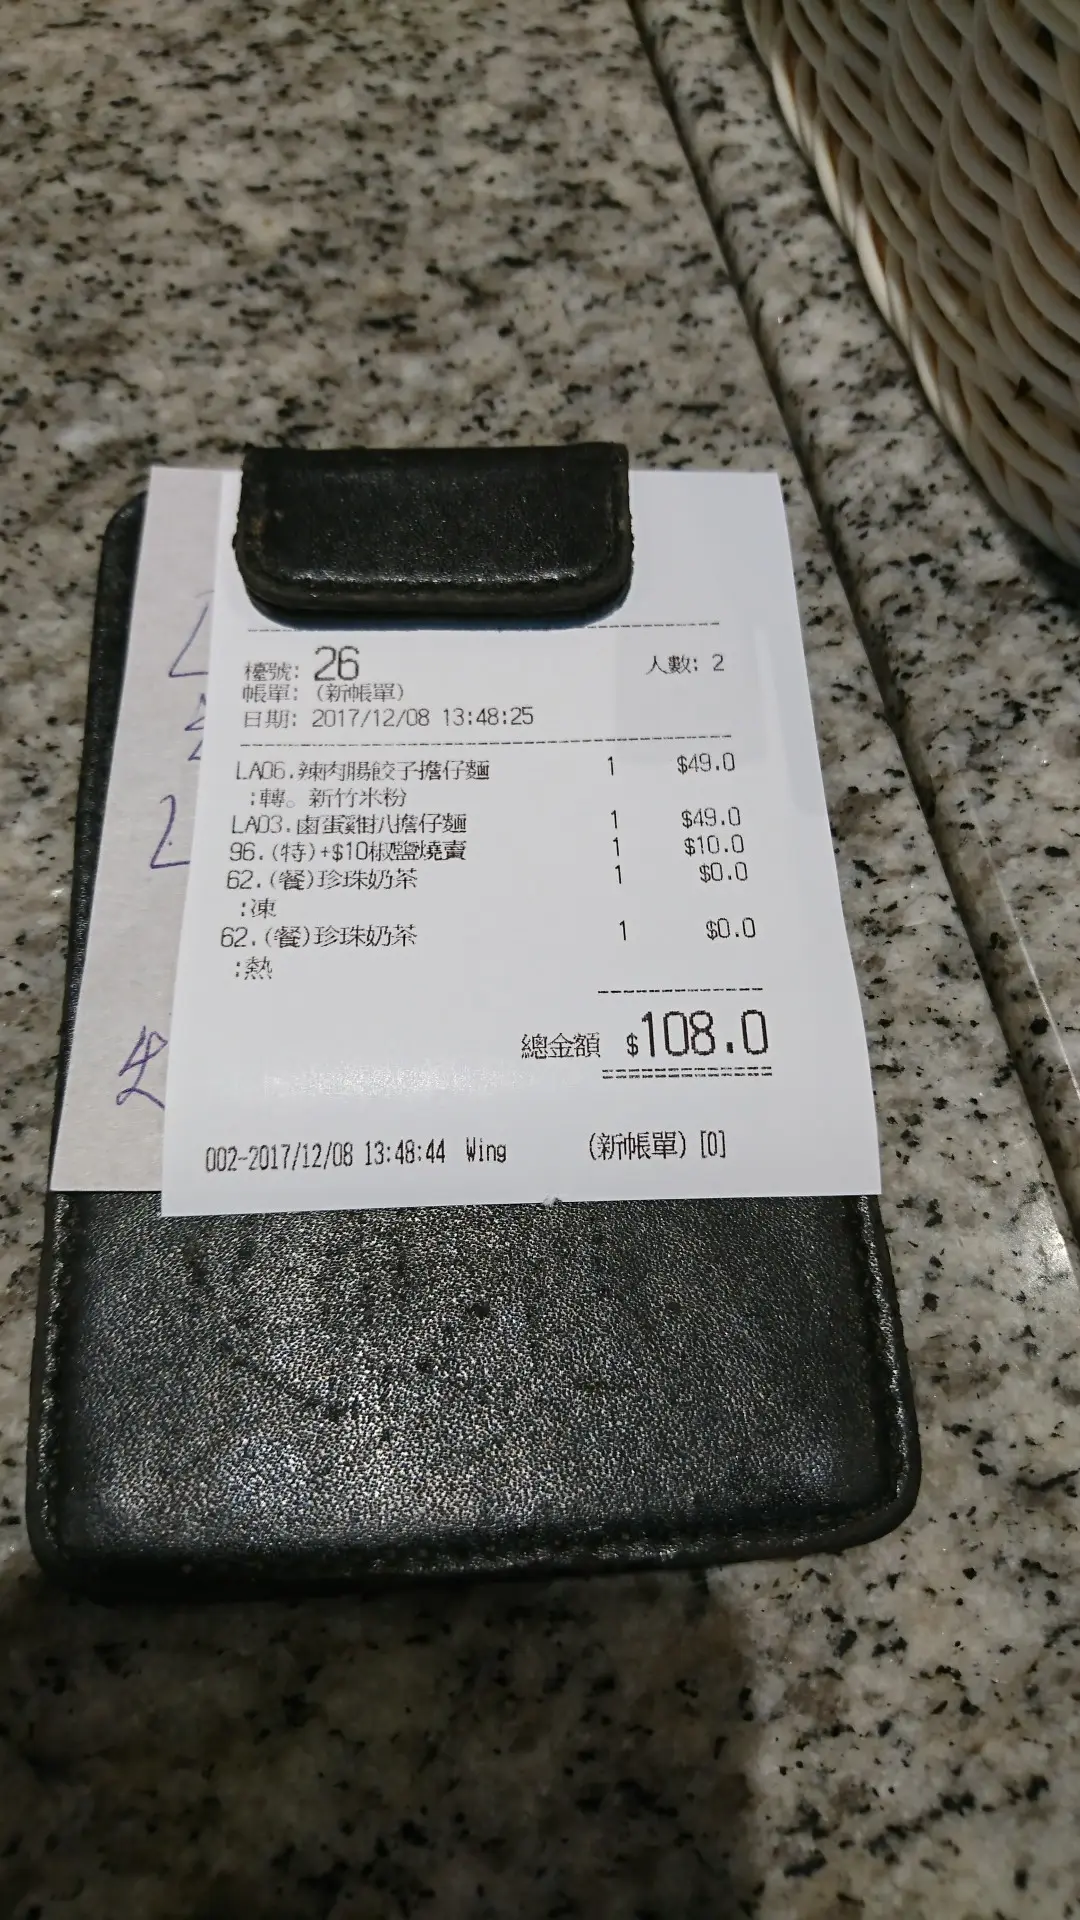 檯號: 26 人數: 2
帳單: (新帳單)
日期: 2017/12/08 13:48:25
LA06.辣肉腸餃子擔仔麵 1 $49.0
:轉。新竹米粉
LA03.鹵蛋雞扒擔仔麵 1 $49.0
96.(特)+$10椒鹽燒賣 1 $10.0
62.(餐)珍珠奶茶 1 $0.0
:凍
62.(餐)珍珠奶茶 1 $0.0
:熱
總金額 $108.0
002-2017/12/08 13:48:44 Wing (新帳單) [0]